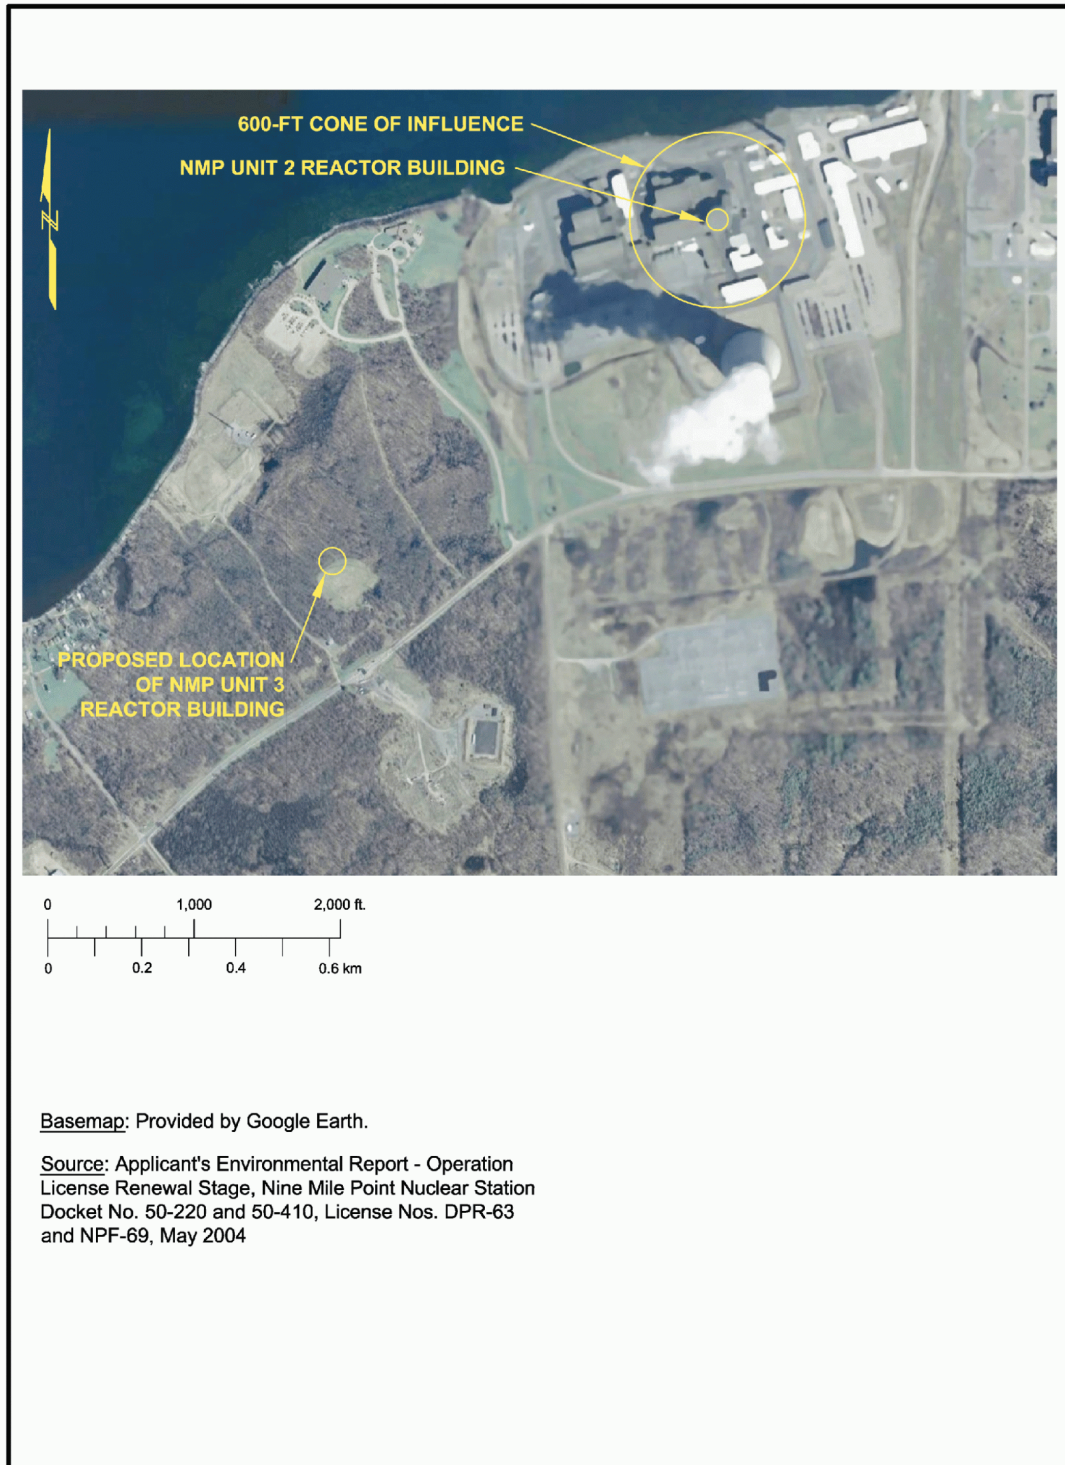 600-FT CONE OF INFLUENCE
NMP UNIT 2 REACTOR BUILDING
N
PROPOSED LOCATION
OF NMP UNIT 3
REACTOR BUILDING
0 1,000 2,000 ft.
0 0.2 0.4 0.6 km
Basemap: Provided by Google Earth.
Source: Applicant's Environmental Report - Operation
License Renewal Stage, Nine Mile Point Nuclear Station
Docket No. 50-220 and 50-410, License Nos. DPR-63
and NPF-69, May 2004